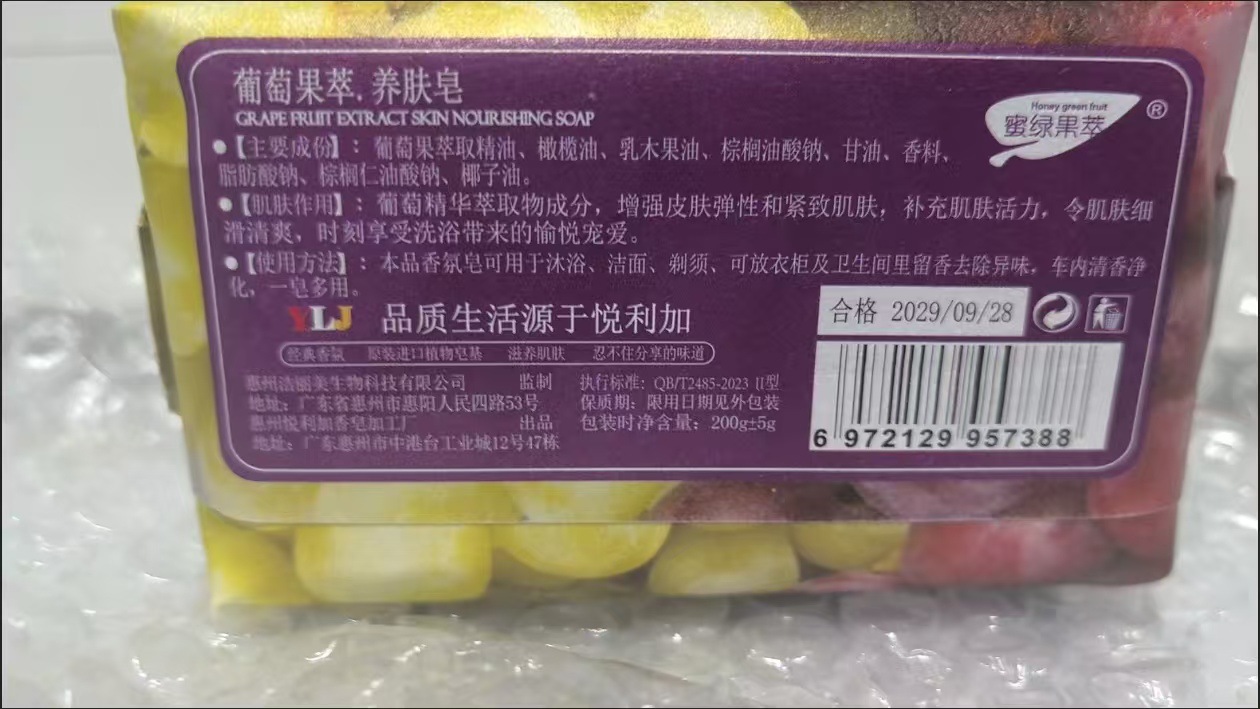 葡萄果萃.养肤皂
GRAPE FRUIT EXTRACT SKIN NOURISHING SOAP
Honey green fruit
蜜绿果萃®
●【主要成份】：葡萄果萃取精油、橄榄油、乳木果油、棕榈油酸钠、甘油、香料、
脂肪酸钠、棕榈仁油酸钠、椰子油。
●【肌肤作用】：葡萄精华萃取物成分，增强皮肤弹性和紧致肌肤，补充肌肤活力，令肌肤细
滑清爽，时刻享受洗浴带来的愉悦宠爱。
●【使用方法】：本品香氛皂可用于沐浴、洁面、剃须、可放衣柜及卫生间里留香去除异味，车内清香净
化，一皂多用。
YLJ 品质生活源于悦利加
经典香氛 原装进口植物皂基 滋养肌肤 忍不住分享的味道
合格 2029/09/28
惠州洁丽美生物科技有限公司 监制
地址：广东省惠州市惠阳人民四路53号
惠州悦利加香皂加工厂 出品
地址：广东惠州市中港台工业城12号47栋
执行标准：QB/T2485-2023 II型
保质期：限用日期见外包装
包装时净含量：200g±5g
6 972129 957388